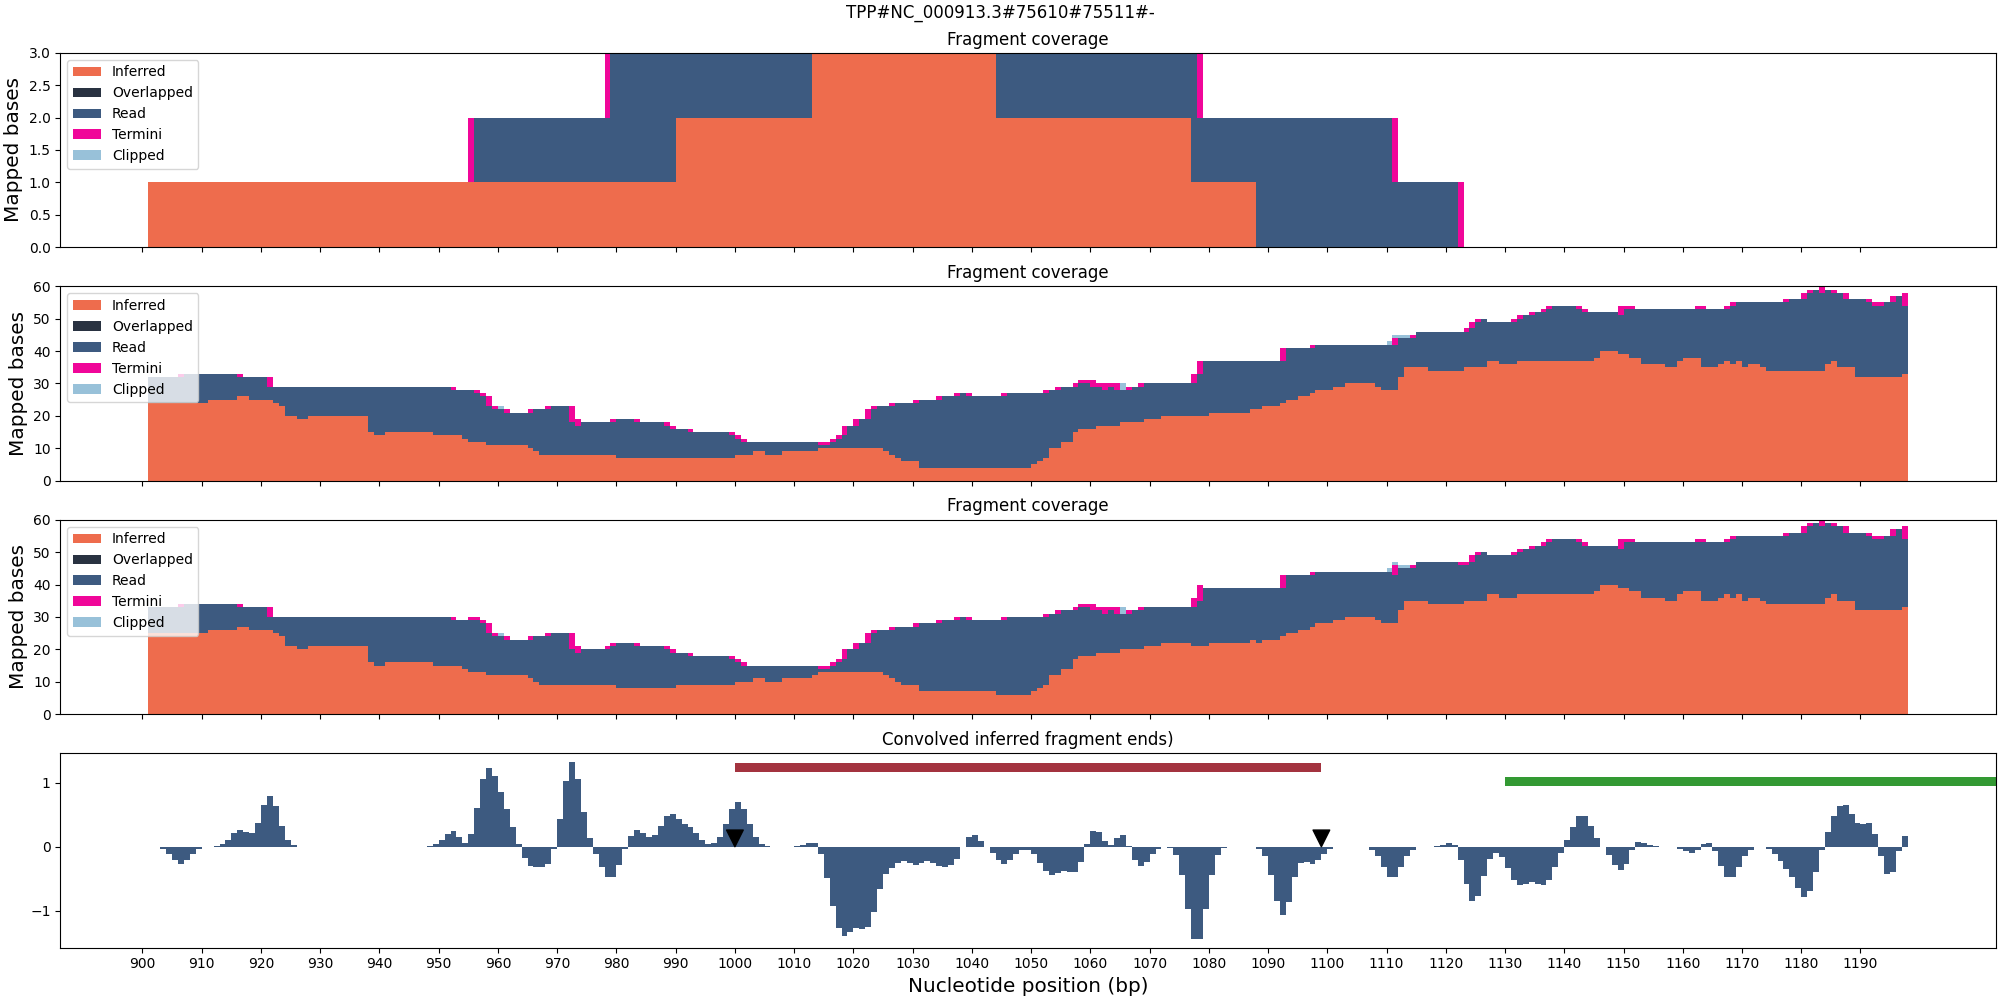 TPP#NC_000913.3#75610#75511#-
Fragment coverage
Mapped bases
3.0
2.5
2.0
1.5
1.0
0.5
0.0
Inferred
Overlapped
Read
Termini
Clipped
Fragment coverage
Mapped bases
60
50
40
30
20
10
0
Inferred
Overlapped
Read
Termini
Clipped
Fragment coverage
Mapped bases
60
50
40
30
20
10
0
Inferred
Overlapped
Read
Termini
Clipped
Convolved inferred fragment ends)
1
0
−1
900 910 920 930 940 950 960 970 980 990 1000 1010 1020 1030 1040 1050 1060 1070 1080 1090 1100 1110 1120 1130 1140 1150 1160 1170 1180 1190
Nucleotide position (bp)